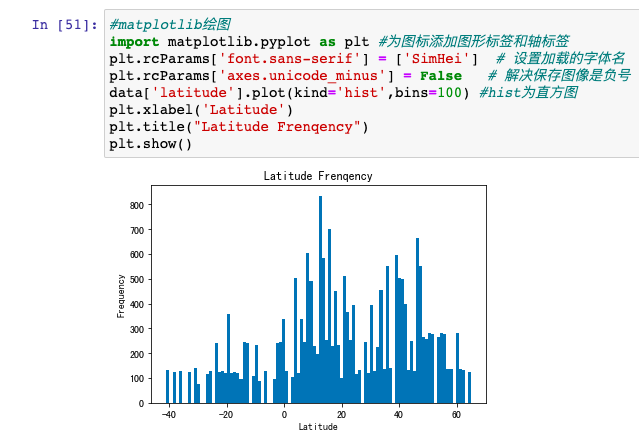 In [51]:
#matplotlib绘图
import matplotlib.pyplot as plt #为图标添加图形标签和轴标签
plt.rcParams['font.sans-serif'] = ['SimHei']  # 设置加载的字体名
plt.rcParams['axes.unicode_minus'] = False   # 解决保存图像是负号
data['latitude'].plot(kind='hist',bins=100) #hist为直方图
plt.xlabel('Latitude')
plt.title("Latitude Frenqency")
plt.show()
Latitude Frenqency
800
700
600
500
400
300
200
100
0
Frequency
-40 -20 0 20 40 60
Latitude